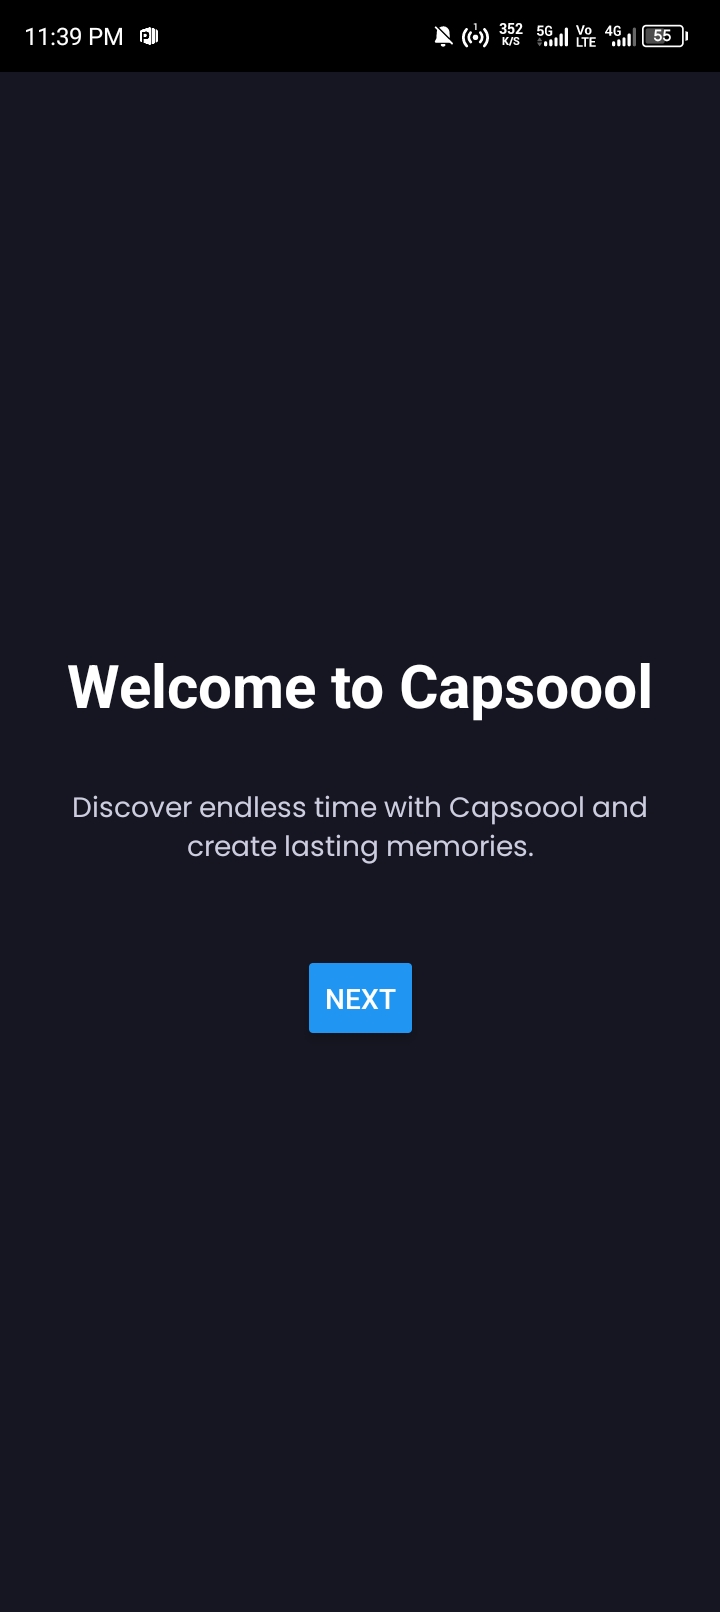 11:39 PM 1 352 K/S 5G Vo LTE 4G 55
Welcome to Capsoool
Discover endless time with Capsoool and
create lasting memories.
NEXT